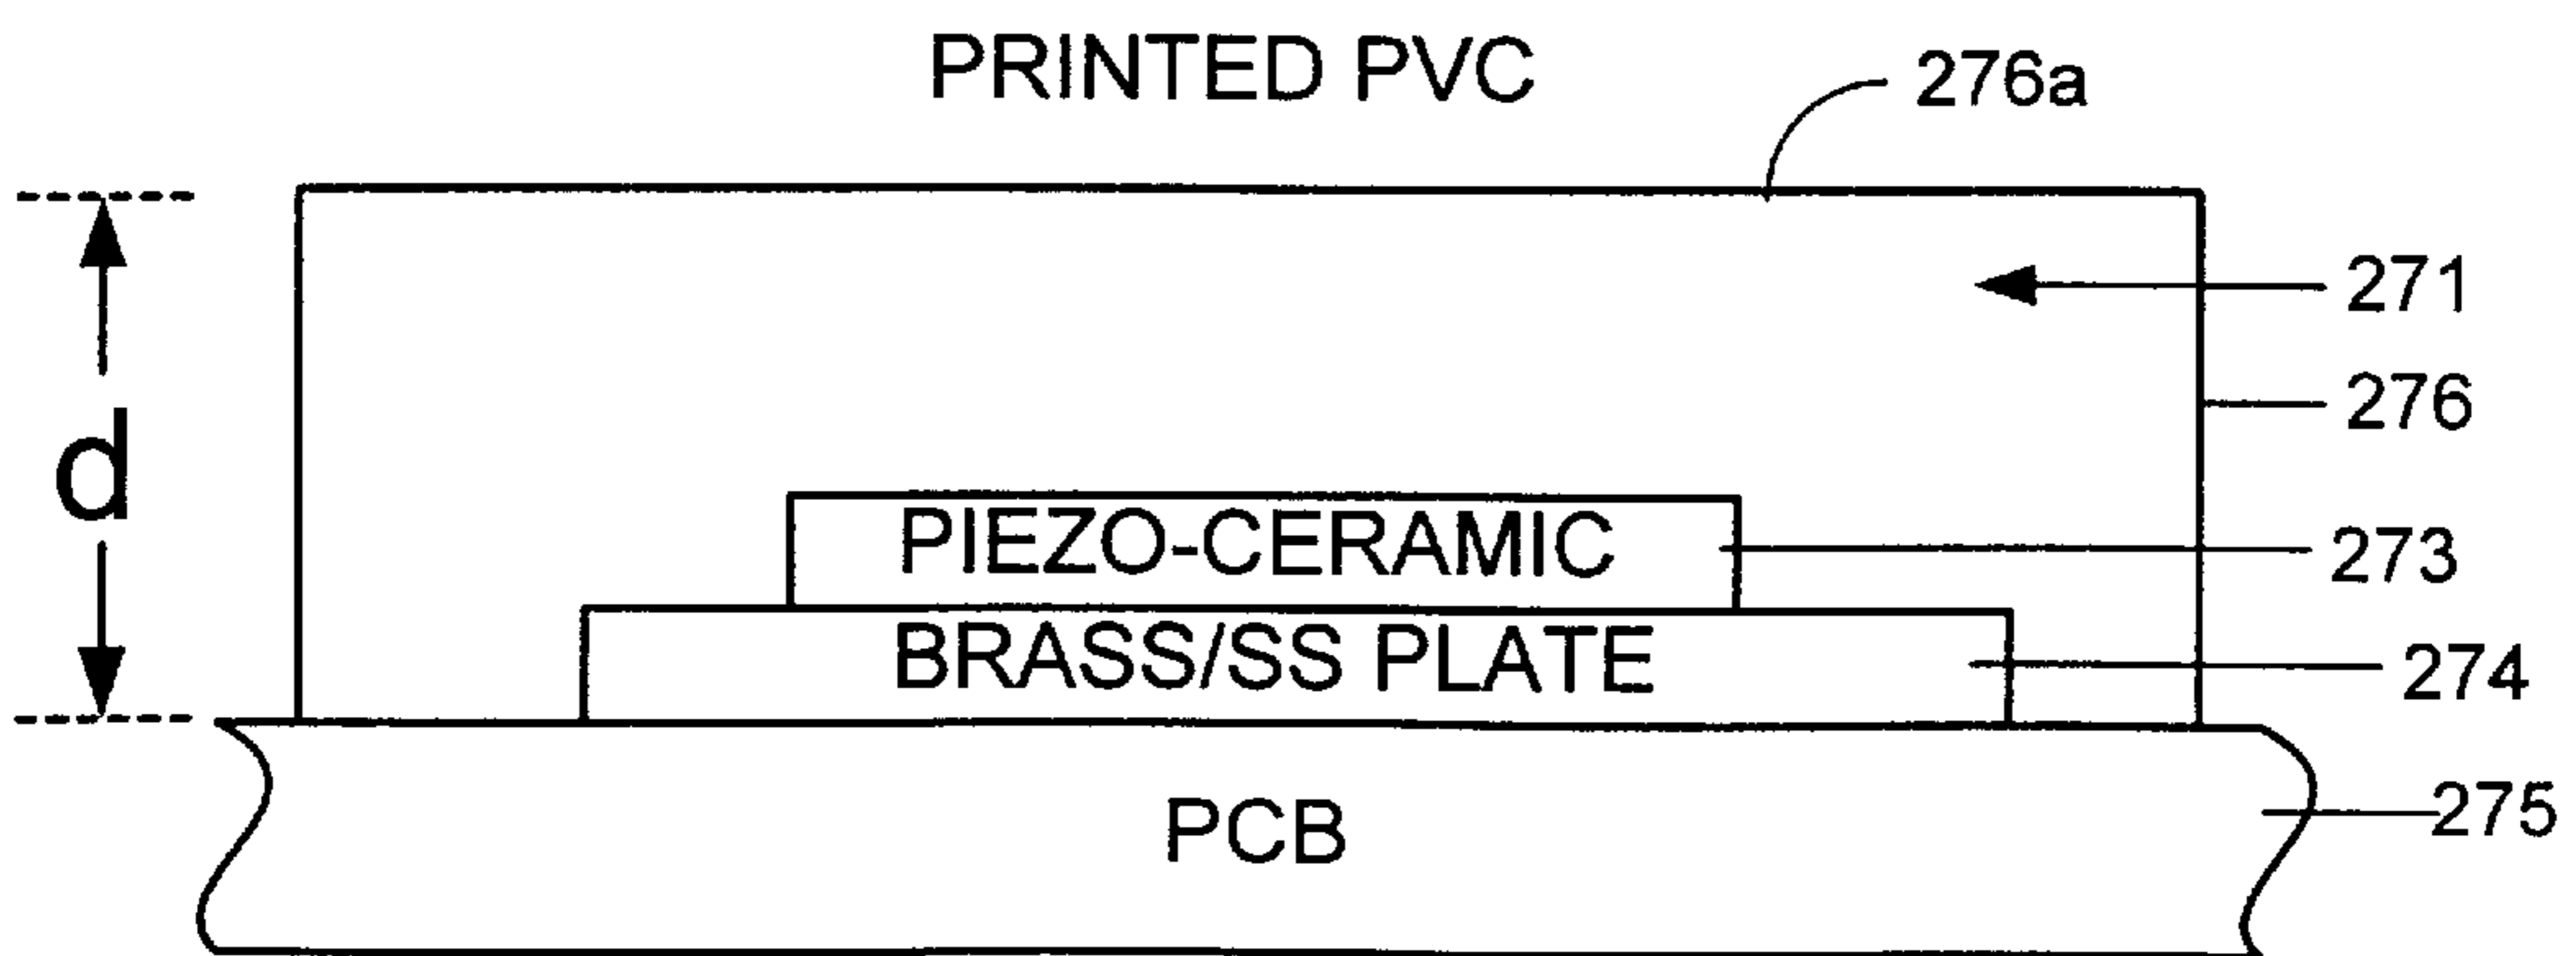 PRINTED PVC
276a
271
d
276
PIEZO-CERAMIC
273
BRASS/SS PLATE
274
PCB
275